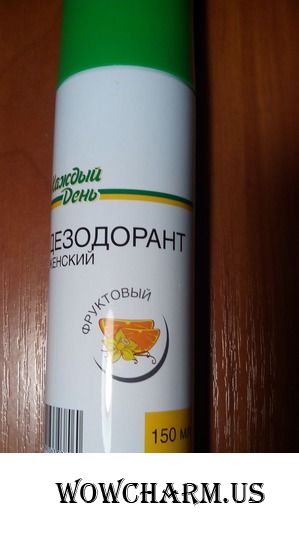 Каждый
День
ДЕЗОДОРАНТ
ЖЕНСКИЙ
ФРУКТОВЫЙ
150 мл
WOWCHARM.US